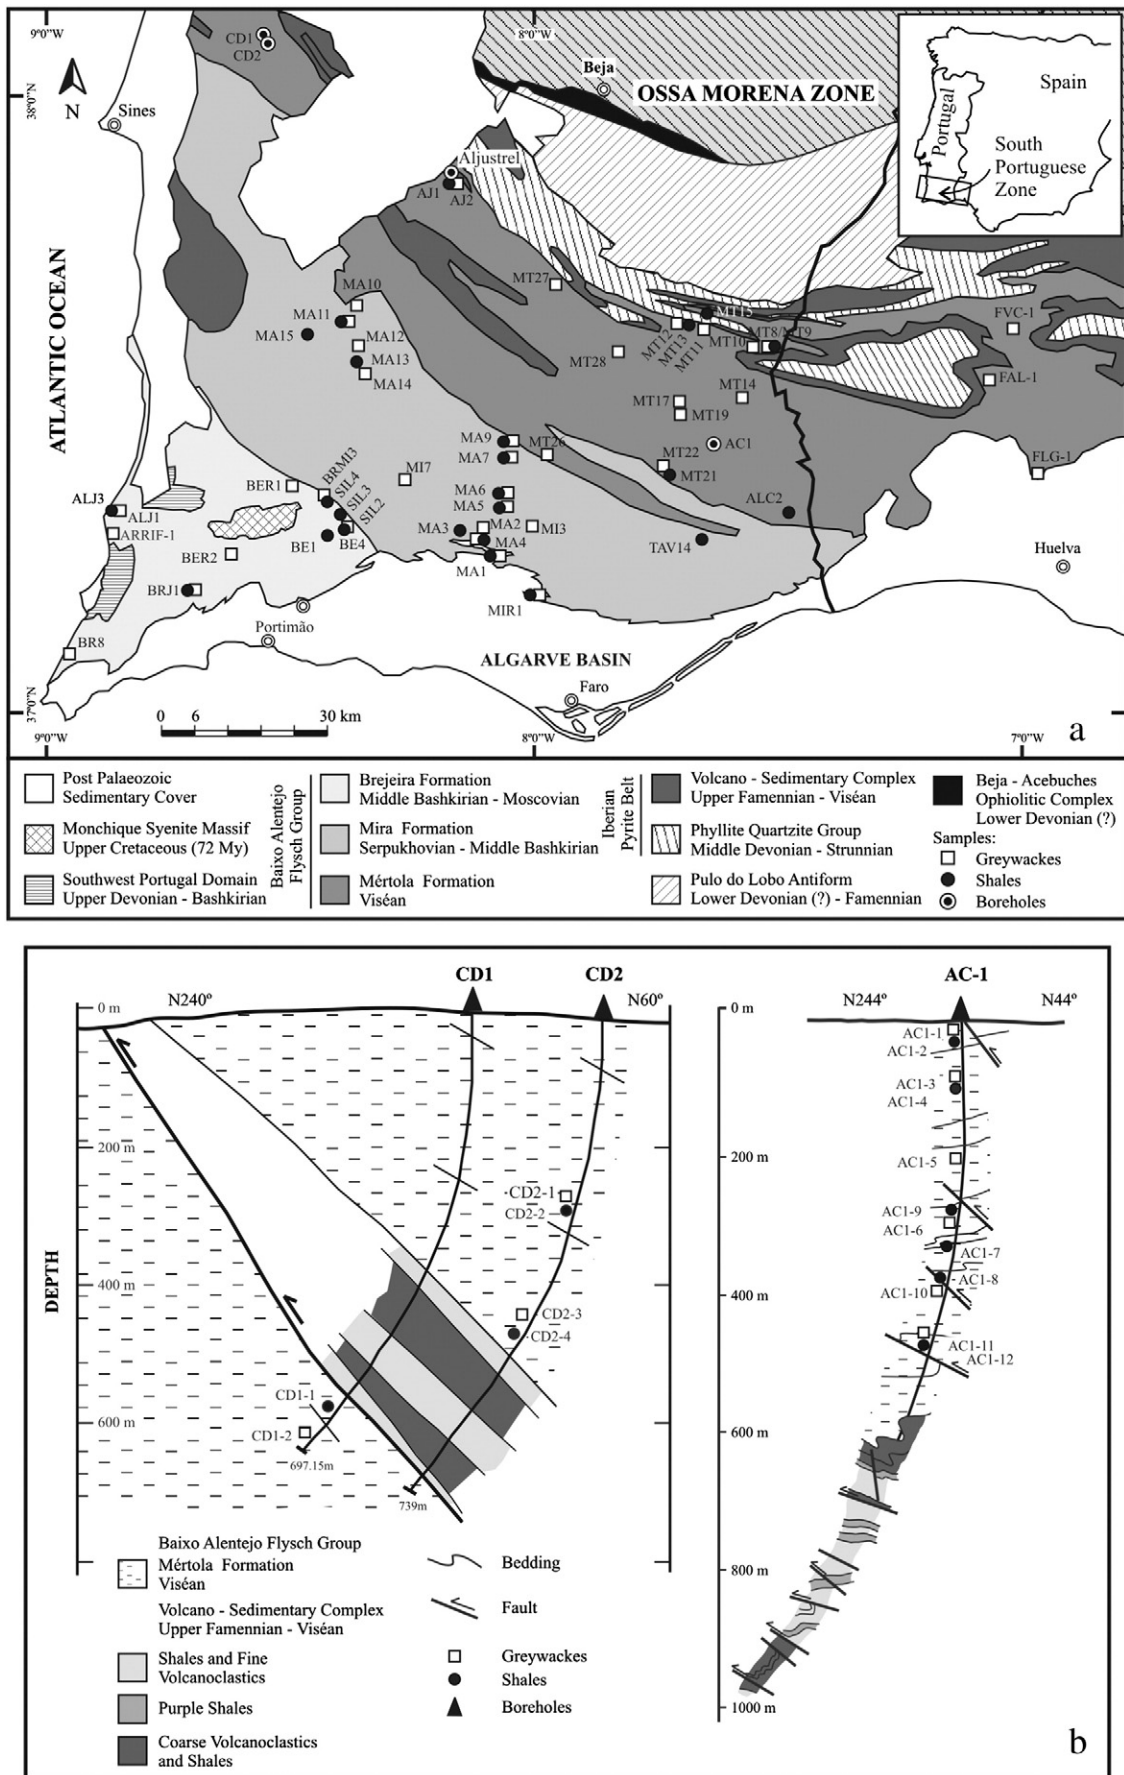 9°0"W
8°0"W
CD1
CD2
38°0"N
N
Sines
Beja
OSSA MORENA ZONE
Spain
Portugal
South
Portuguese
Zone
Aljustrel
AJ1
AJ2
ATLANTIC OCEAN
MT27
MA10
MA11
MA15
MA12
MA13
MA14
MT15
MT12
MT13
MT11
MT10
MT8/MT9
FVC-1
MT28
FAL-1
MT14
MT17
MT19
MA9
MT26
AC1
MA7
MT22
MT21
FLG-1
MI7
BER1
BRMI3
SIL4
SIL3
SIL2
MA6
MA5
ALC2
ALJ3
ALJ1
ARRIF-1
MA3
MA2
MI3
MA4
BE1
BE4
TAV14
BER2
MA1
Huelva
BRJ1
MIR1
Portimão
BR8
ALGARVE BASIN
Faro
37°0"N
0 6 30 km
a
9°0"W
8°0"W
7°0"W
Post Palaeozoic
Sedimentary Cover
Monchique Syenite Massif
Upper Cretaceous (72 My)
Southwest Portugal Domain
Upper Devonian - Bashkirian
Baixo Alentejo
Flysch Group
Brejeira Formation
Middle Bashkirian - Moscovian
Mira Formation
Serpukhovian - Middle Bashkirian
Mértola Formation
Viséan
Iberian
Pyrite Belt
Volcano - Sedimentary Complex
Upper Famennian - Viséan
Phyllite Quartzite Group
Middle Devonian - Strunnian
Pulo do Lobo Antiform
Lower Devonian (?) - Famennian
Beja - Acebuches
Ophiolitic Complex
Lower Devonian (?)
Samples:
Greywackes
Shales
Boreholes
CD1
CD2
AC-1
0 m
N240º
N60º
0 m
N244º
N44º
AC1-1
AC1-2
AC1-3
AC1-4
200 m
200 m
AC1-5
CD2-1
CD2-2
AC1-9
AC1-6
AC1-7
DEPTH
400 m
AC1-8
AC1-10
400 m
CD2-3
CD2-4
AC1-11
AC1-12
CD1-1
600 m
CD1-2
600 m
697.15m
739m
Baixo Alentejo Flysch Group
Mértola Formation
Viséan
Volcano - Sedimentary Complex
Upper Famennian - Viséan
Shales and Fine
Volcanoclastics
Purple Shales
Coarse Volcanoclastics
and Shales
Bedding
Fault
Greywackes
Shales
Boreholes
800 m
1000 m
b